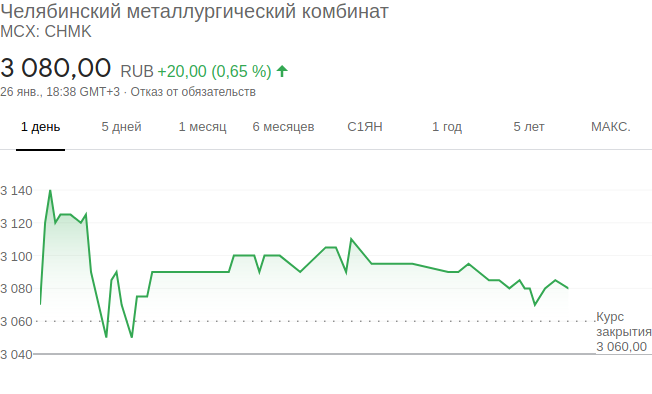 Челябинский металлургический комбинат
MCX: CHMK
3 080,00 RUB +20,00 (0,65 %)
26 янв., 18:38 GMT+3 · Отказ от обязательств
1 день 5 дней 1 месяц 6 месяцев С1ЯН 1 год 5 лет МАКС.
3 140
3 120
3 100
3 080
3 060
3 040
Курс
закрытия
3 060,00